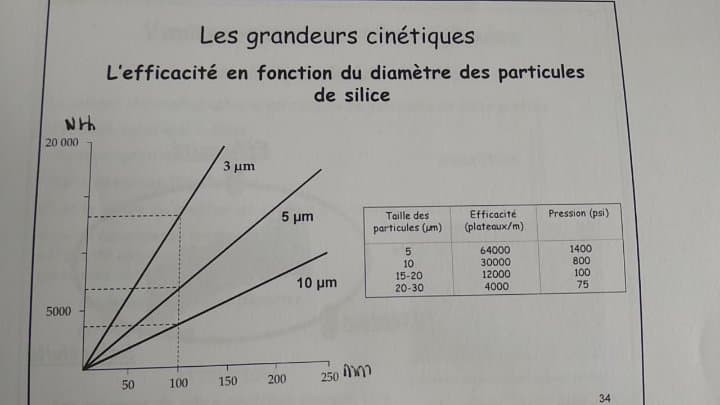 Les grandeurs cinétiques
L'efficacité en fonction du diamètre des particules
de silice
Nth
20 000
3 µm
5 µm
10 µm
5000
50 100 150 200 250 mm
Taille des particules (µm) Efficacité (plateaux/m) Pression (psi)
5 64000 1400
10 30000 800
15-20 12000 100
20-30 4000 75
34